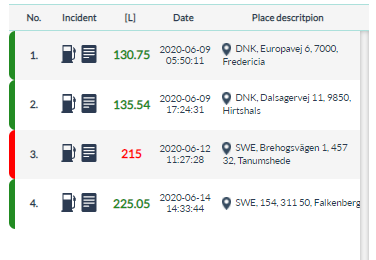 No. Incident [L] Date Place descritpion
1. 130.75 2020-06-09 05:50:11 DNK, Europavej 6, 7000, Fredericia
2. 135.54 2020-06-09 17:24:31 DNK, Dalsagervej 11, 9850, Hirtshals
3. 215 2020-06-12 11:27:28 SWE, Brehogsvägen 1, 457 32, Tanumshede
4. 225.05 2020-06-14 14:33:44 SWE, 154, 311 50, Falkenberg